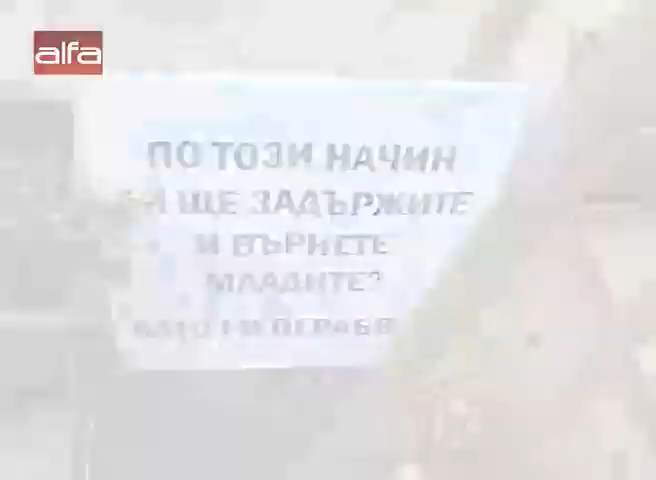 alfa
ПО ТОЗИ НАЧИН
ЩЕ ЗАДЪРЖИТЕ
И ВЪРНЕТЕ
МЛАДИТЕ?